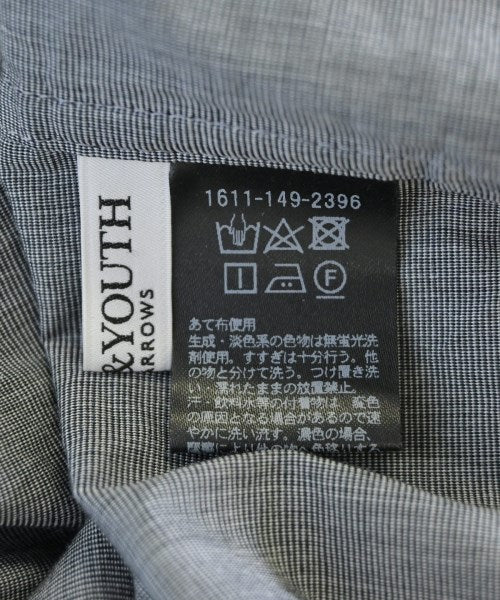 &YOUTH
ARROWS
1611-149-2396
あて布使用
生成・淡色系の色物は無蛍光洗
剤使用。すすぎは十分行う。他
の物と分けて洗う。つけ置き洗
い、濡れたままの放置禁止。
汗・飲料水等の付着物は、変色
の原因となる場合があるので速
やかに洗い流す。濃色の場合、